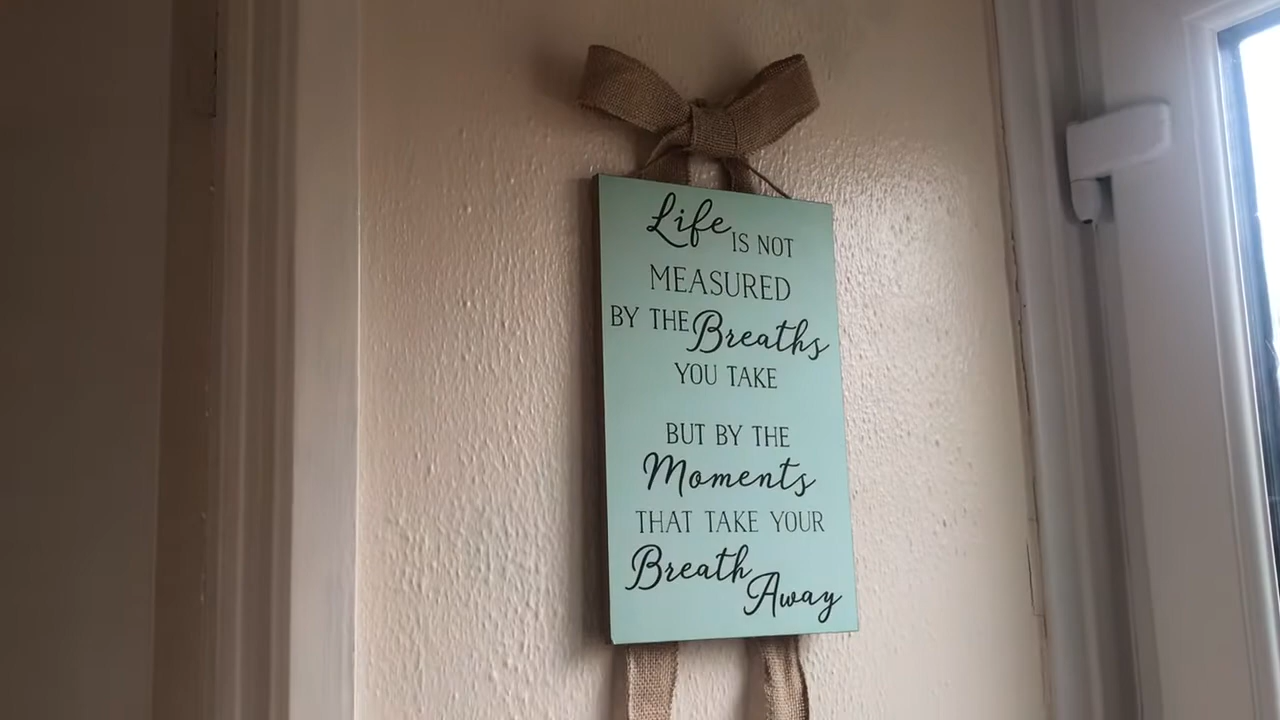 Life IS NOT
MEASURED
BY THE Breaths
YOU TAKE
BUT BY THE
Moments
THAT TAKE YOUR
Breath
Away